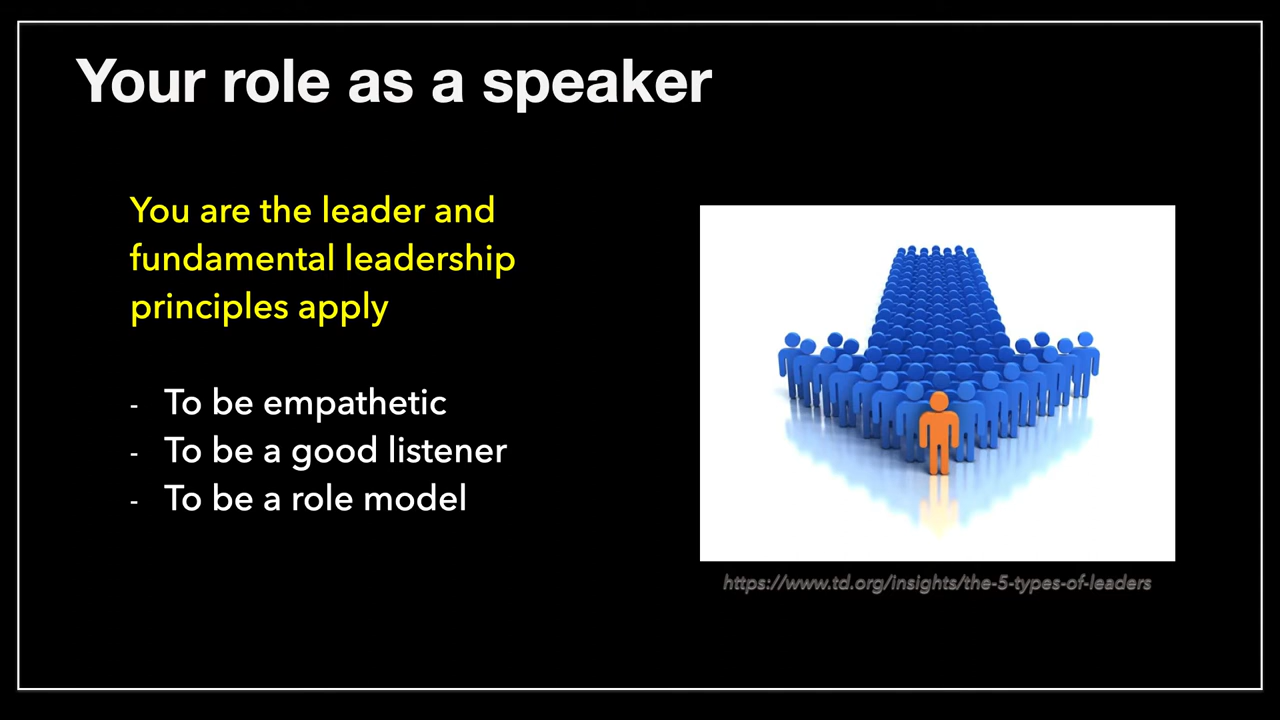 Your role as a speaker
You are the leader and
fundamental leadership
principles apply
- To be empathetic
- To be a good listener
- To be a role model
https://www.td.org/insights/the-5-types-of-leaders